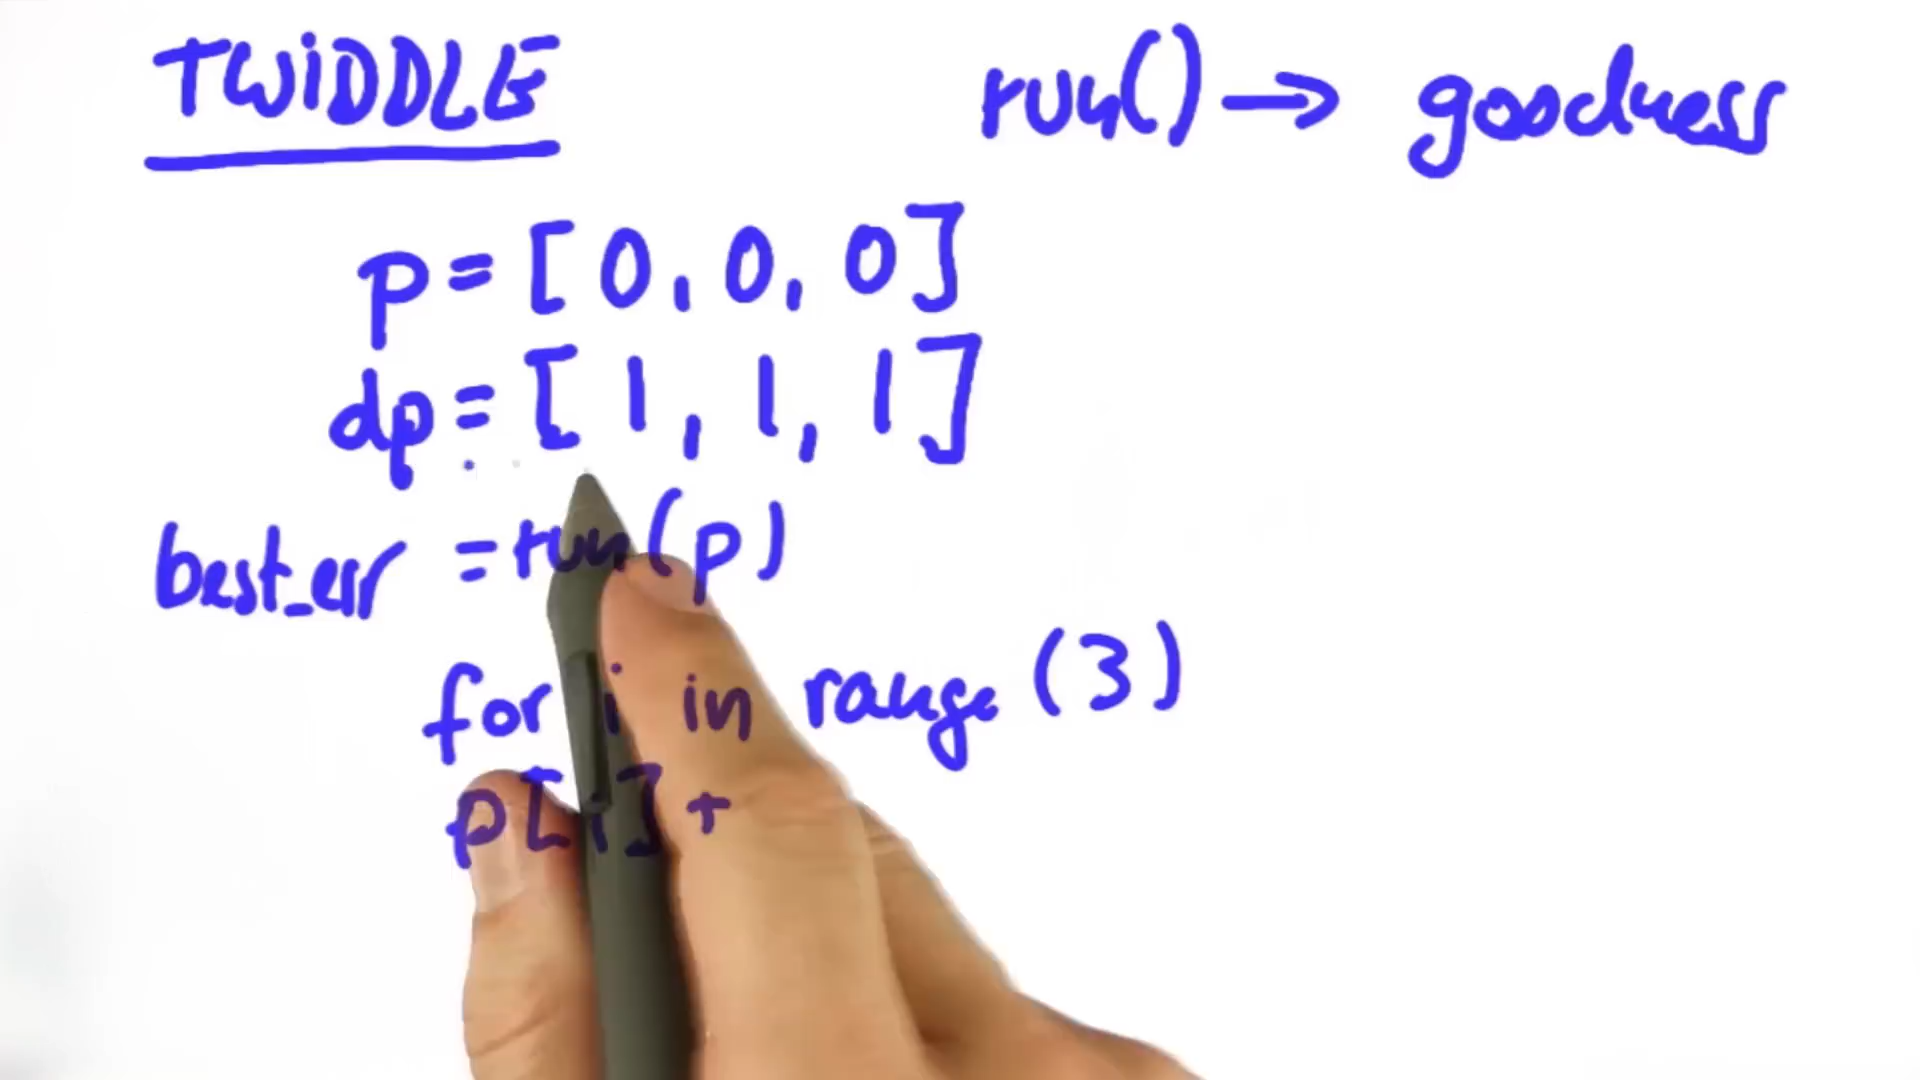 TWIDDLE
run() → goodness
p = [0, 0, 0]
dp = [1, 1, 1]
best_err = run(p)
for i in range (3)
p[i] +